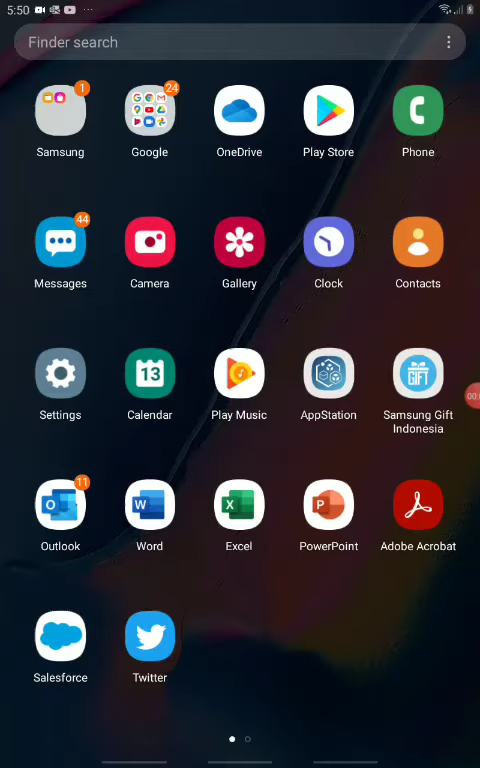 5:50
Finder search
1
24
Samsung
Google
OneDrive
Play Store
Phone
44
Messages
Camera
Gallery
Clock
Contacts
13
GIFT
Settings
Calendar
Play Music
AppStation
Samsung Gift
Indonesia
00:
11
O
W
X
P
Outlook
Word
Excel
PowerPoint
Adobe Acrobat
Salesforce
Twitter